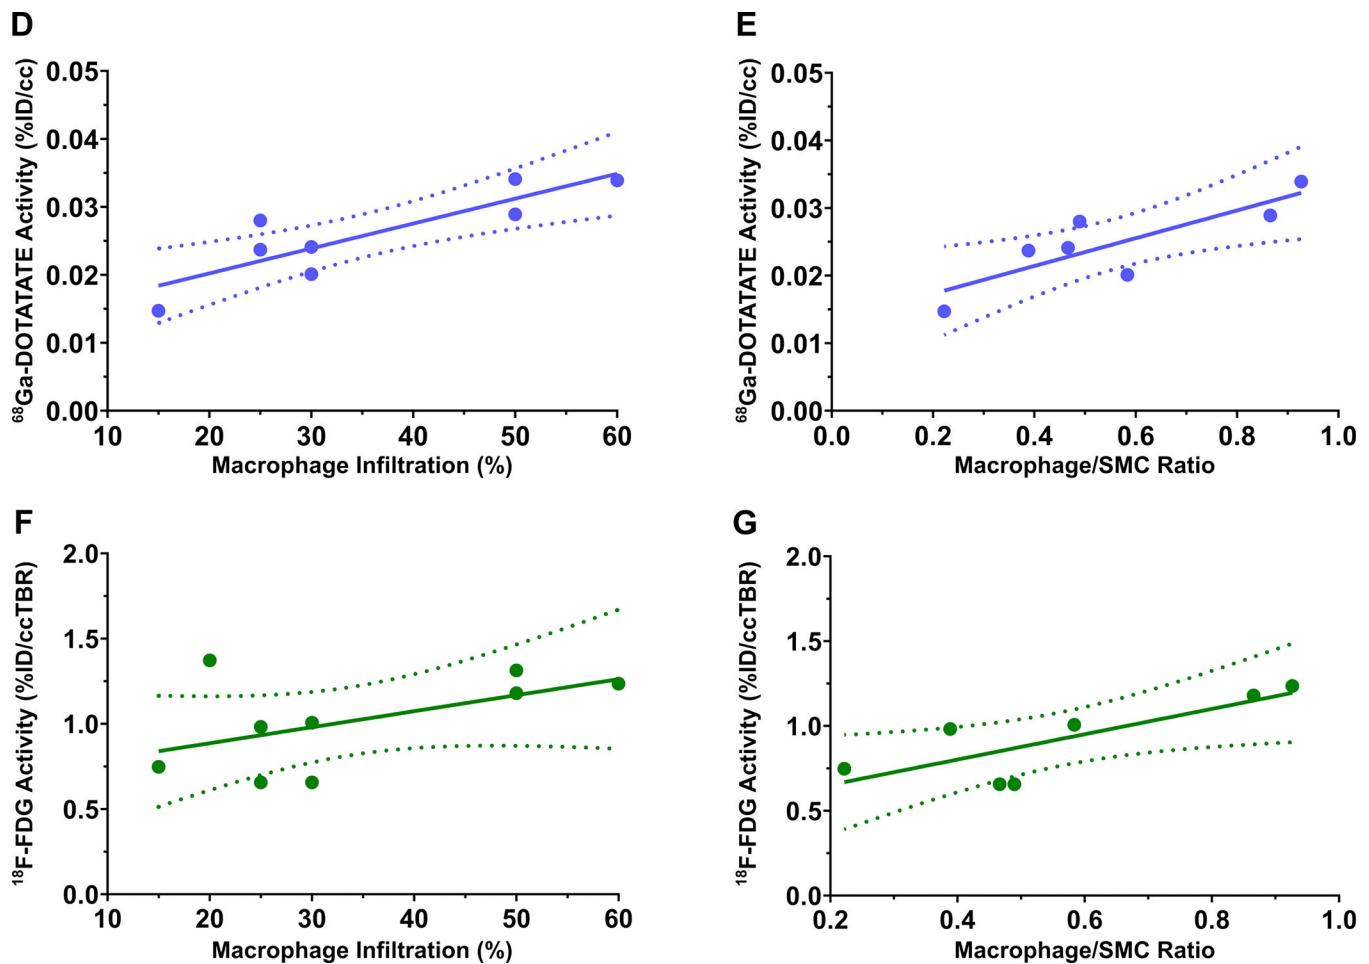 D
⁶⁸Ga-DOTATATE Activity (%ID/cc)
0.05
0.04
0.03
0.02
0.01
0.00
10 20 30 40 50 60
Macrophage Infiltration (%)
E
⁶⁸Ga-DOTATATE Activity (%ID/cc)
0.05
0.04
0.03
0.02
0.01
0.00
0.0 0.2 0.4 0.6 0.8 1.0
Macrophage/SMC Ratio
F
¹⁸F-FDG Activity (%ID/ccTBR)
2.0
1.5
1.0
0.5
0.0
10 20 30 40 50 60
Macrophage Infiltration (%)
G
¹⁸F-FDG Activity (%ID/ccTBR)
2.0
1.5
1.0
0.5
0.0
0.2 0.4 0.6 0.8 1.0
Macrophage/SMC Ratio